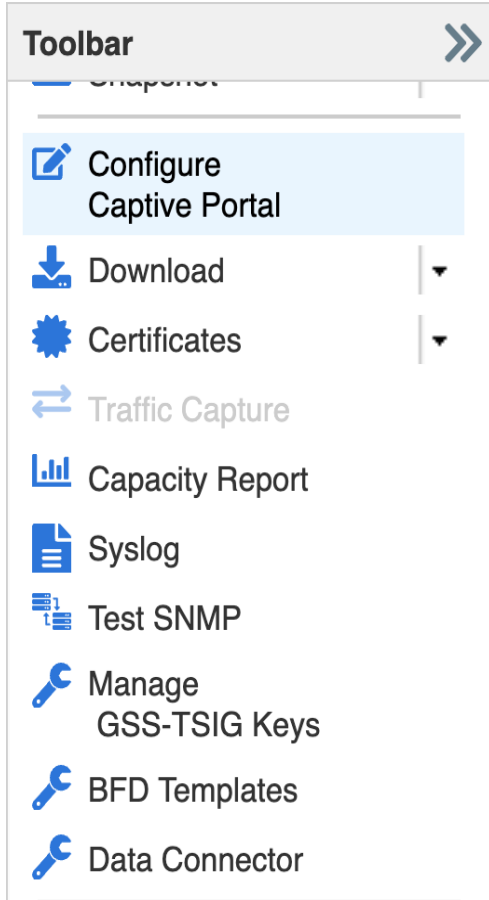 Toolbar
Snapshot
Configure
Captive Portal
Download
Certificates
Traffic Capture
Capacity Report
Syslog
Test SNMP
Manage
GSS-TSIG Keys
BFD Templates
Data Connector